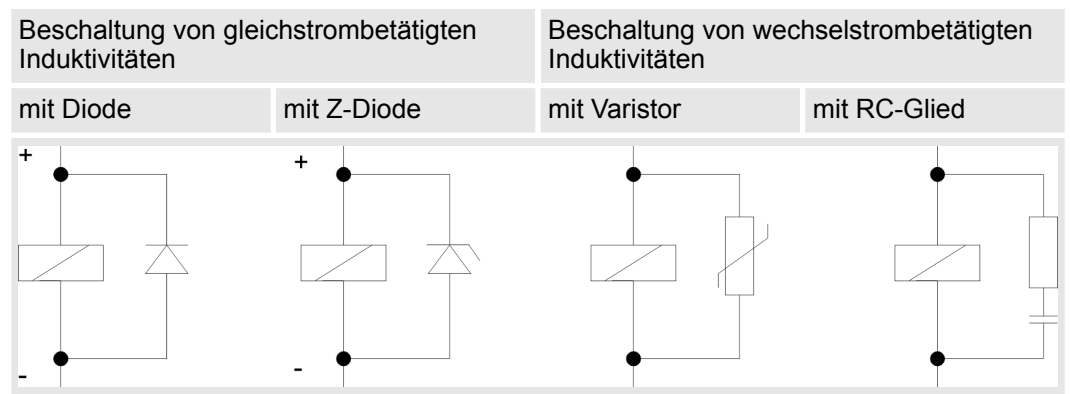 Beschaltung von gleichstrombetätigten
Induktivitäten
Beschaltung von wechselstrombetätigten
Induktivitäten
mit Diode
mit Z-Diode
mit Varistor
mit RC-Glied
+
+
-
-